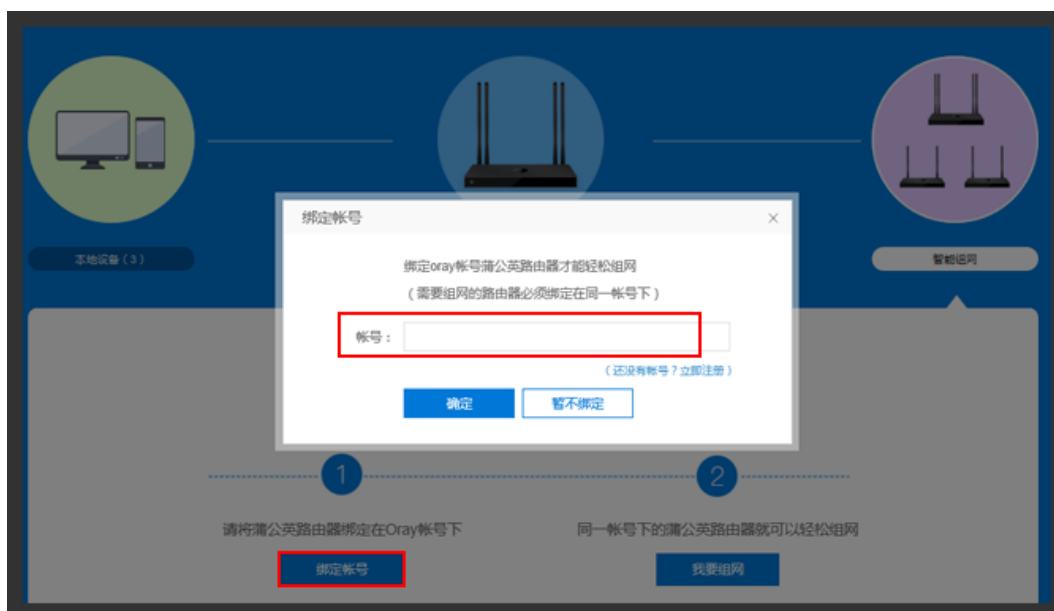 绑定帐号
×
绑定oray帐号蒲公英路由器才能轻松组网
（需要组网的路由器必须绑定在同一帐号下）
帐号：
（还没有帐号？立即注册）
确定
暂不绑定
本地设备（3）
智能组网
1
2
请将蒲公英路由器绑定在Oray帐号下
同一帐号下的蒲公英路由器就可以轻松组网
绑定帐号
我要组网